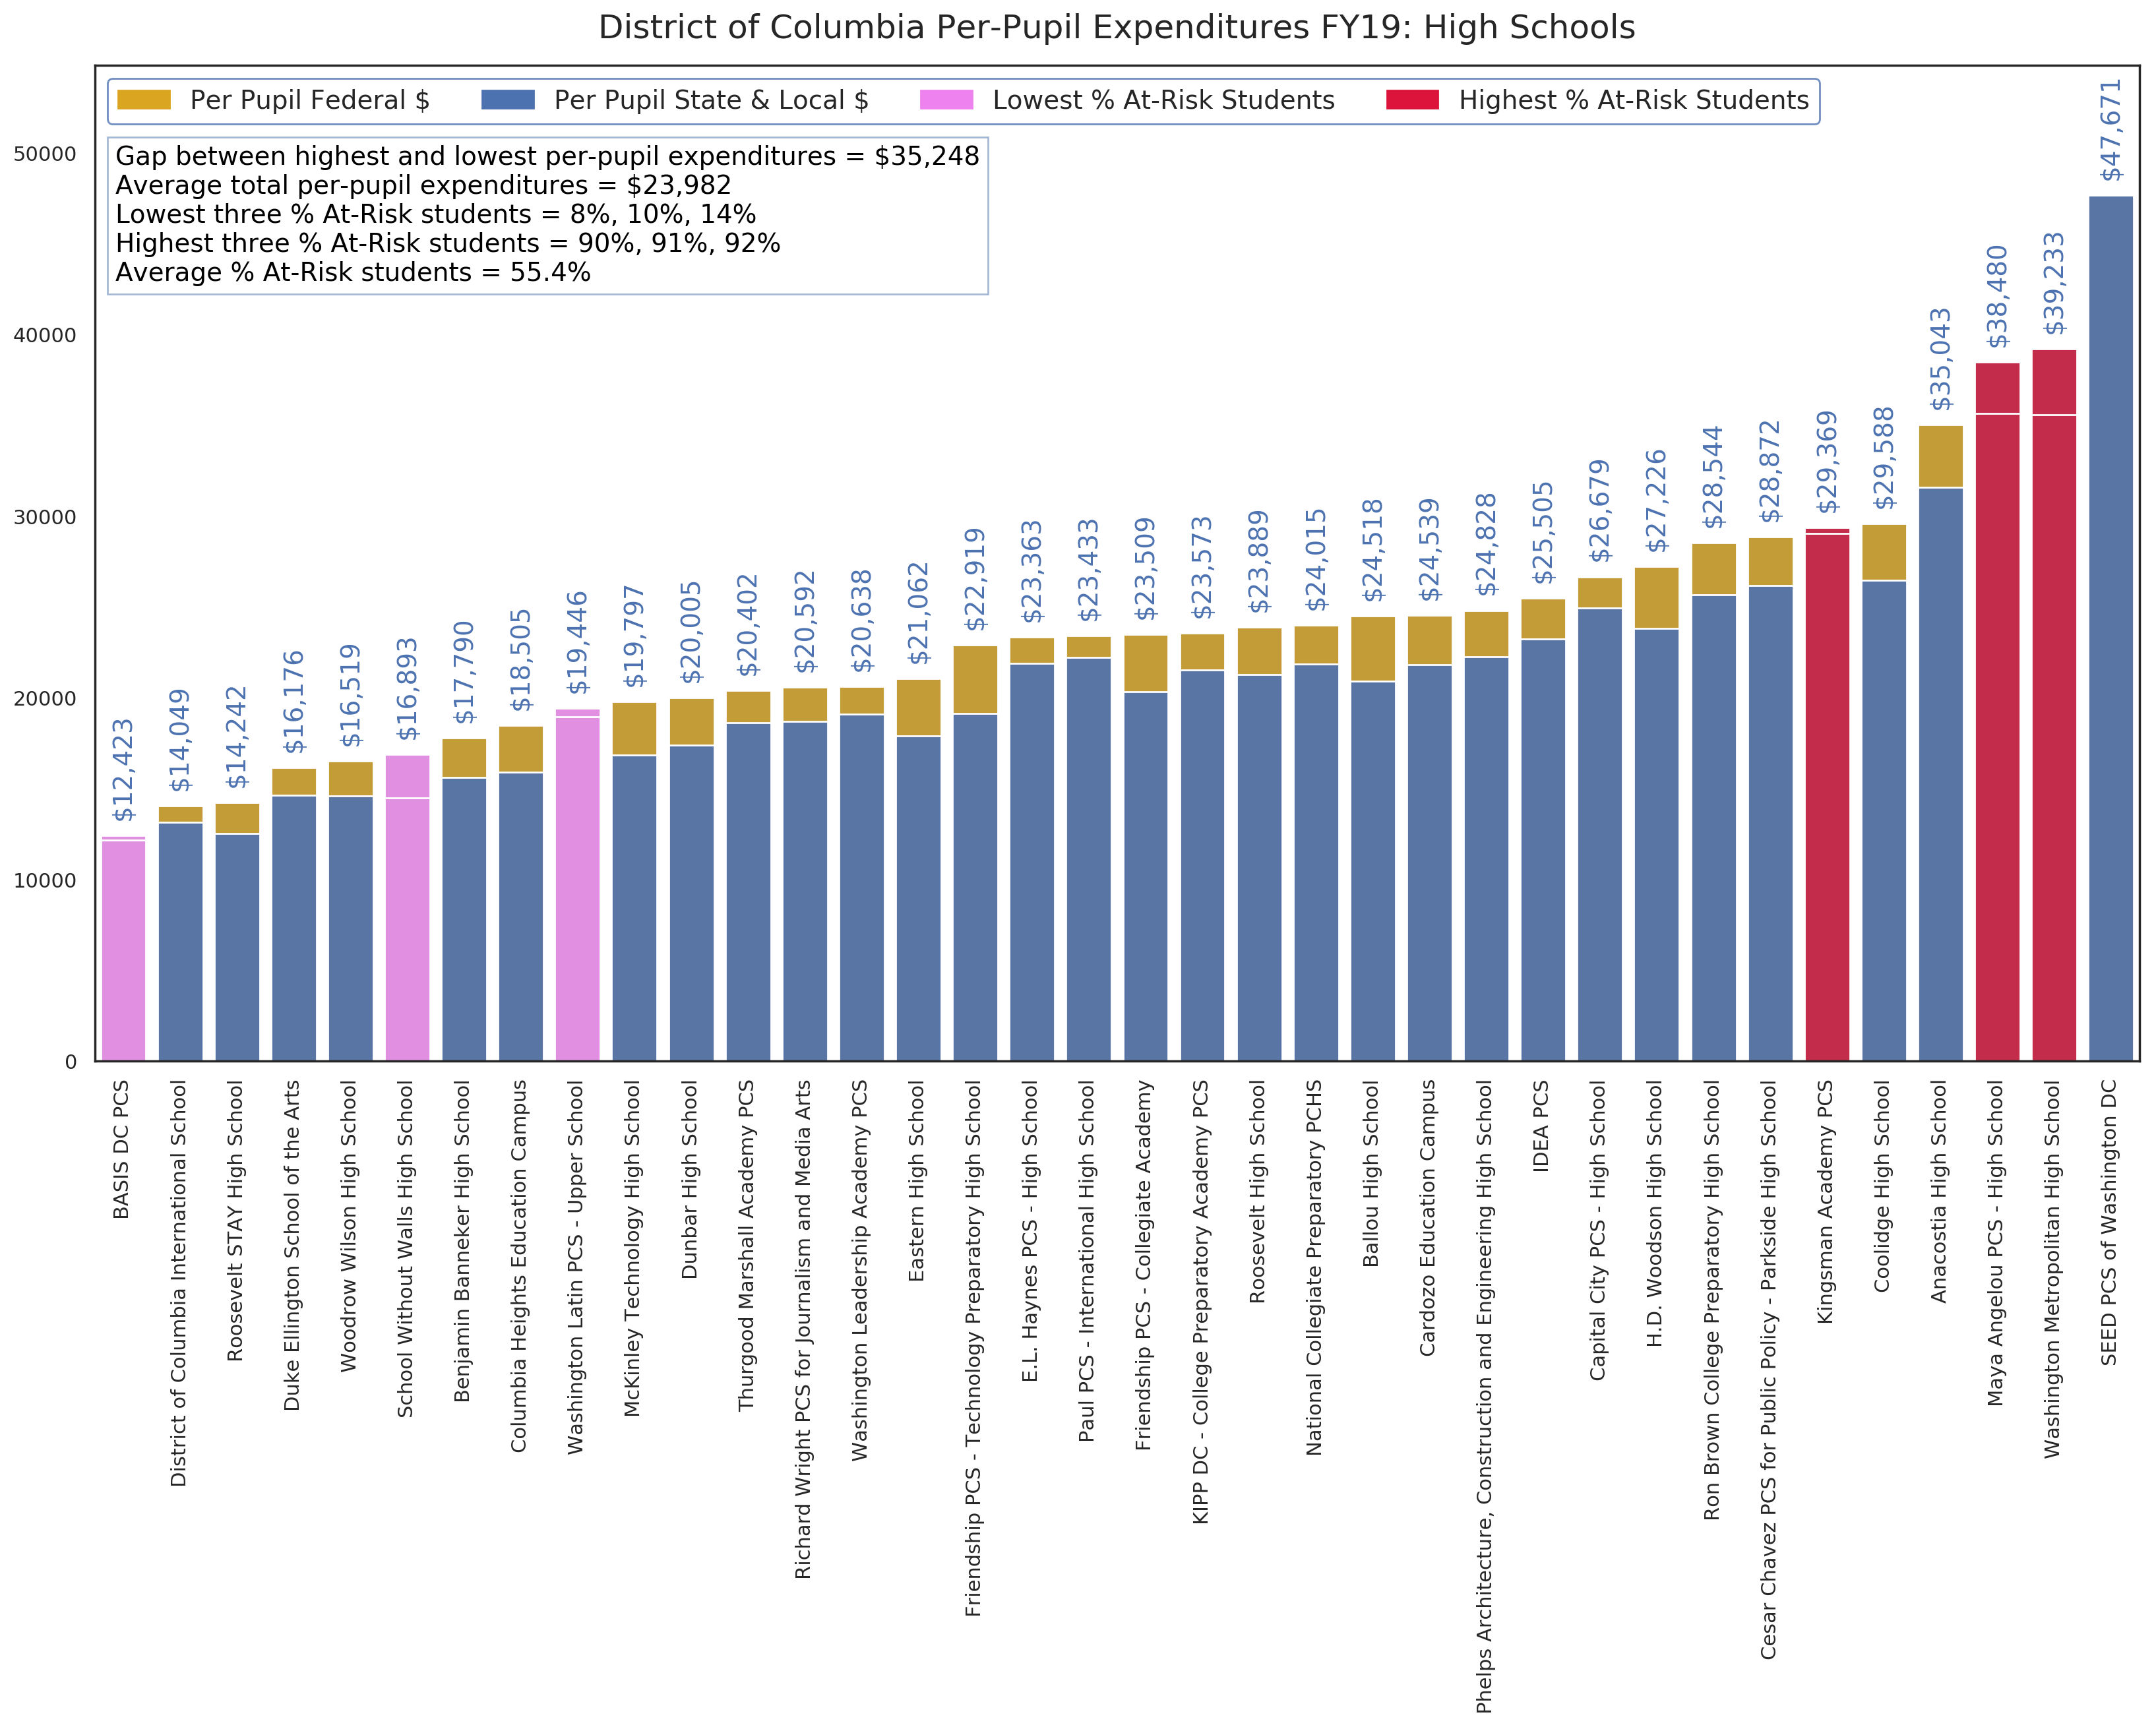 District of Columbia Per-Pupil Expenditures FY19: High Schools
Per Pupil Federal $
Per Pupil State & Local $
Lowest % At-Risk Students
Highest % At-Risk Students
Gap between highest and lowest per-pupil expenditures = $35,248
Average total per-pupil expenditures = $23,982
Lowest three % At-Risk students = 8%, 10%, 14%
Highest three % At-Risk students = 90%, 91%, 92%
Average % At-Risk students = 55.4%
50000
40000
30000
20000
10000
0
$12,423
$14,049
$14,242
$16,176
$16,519
$16,893
$17,790
$18,505
$19,446
$19,797
$20,005
$20,402
$20,592
$20,638
$21,062
$22,919
$23,363
$23,433
$23,509
$23,573
$23,889
$24,015
$24,518
$24,539
$24,828
$25,505
$26,679
$27,226
$28,544
$28,872
$29,369
$29,588
$35,043
$38,480
$39,233
$47,671
BASIS DC PCS
District of Columbia International School
Roosevelt STAY High School
Duke Ellington School of the Arts
Woodrow Wilson High School
School Without Walls High School
Benjamin Banneker High School
Columbia Heights Education Campus
Washington Latin PCS - Upper School
McKinley Technology High School
Dunbar High School
Thurgood Marshall Academy PCS
Richard Wright PCS for Journalism and Media Arts
Washington Leadership Academy PCS
Eastern High School
Friendship PCS - Technology Preparatory High School
E.L. Haynes PCS - High School
Paul PCS - International High School
Friendship PCS - Collegiate Academy
KIPP DC - College Preparatory Academy PCS
Roosevelt High School
National Collegiate Preparatory PCHS
Ballou High School
Cardozo Education Campus
Phelps Architecture, Construction and Engineering High School
IDEA PCS
Capital City PCS - High School
H.D. Woodson High School
Ron Brown College Preparatory High School
Cesar Chavez PCS for Public Policy - Parkside High School
Kingsman Academy PCS
Coolidge High School
Anacostia High School
Maya Angelou PCS - High School
Washington Metropolitan High School
SEED PCS of Washington DC